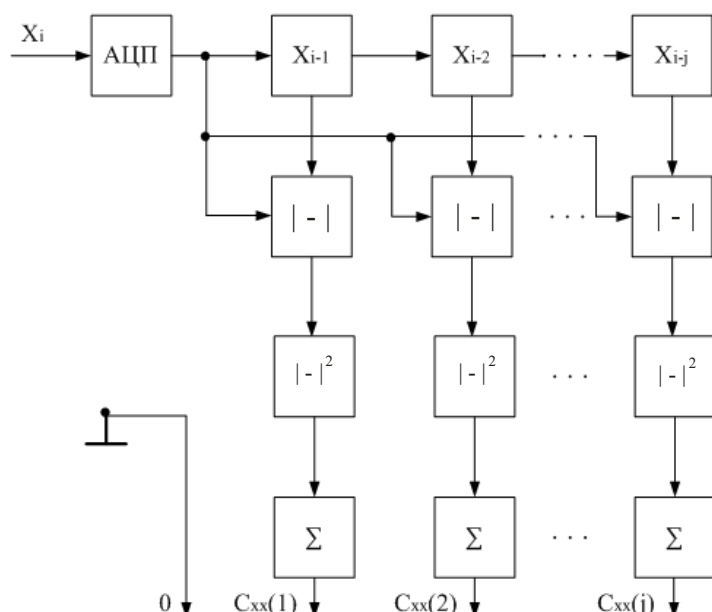 Xi
АЦП
Xi-1
Xi-2
. . . .
Xi-j
. . . .
| - |
| - |
. . . .
| - |
| - |²
| - |²
. . .
| - |²
Σ
Σ
. . .
Σ
0
Cxx(1)
Cxx(2)
Cxx(j)